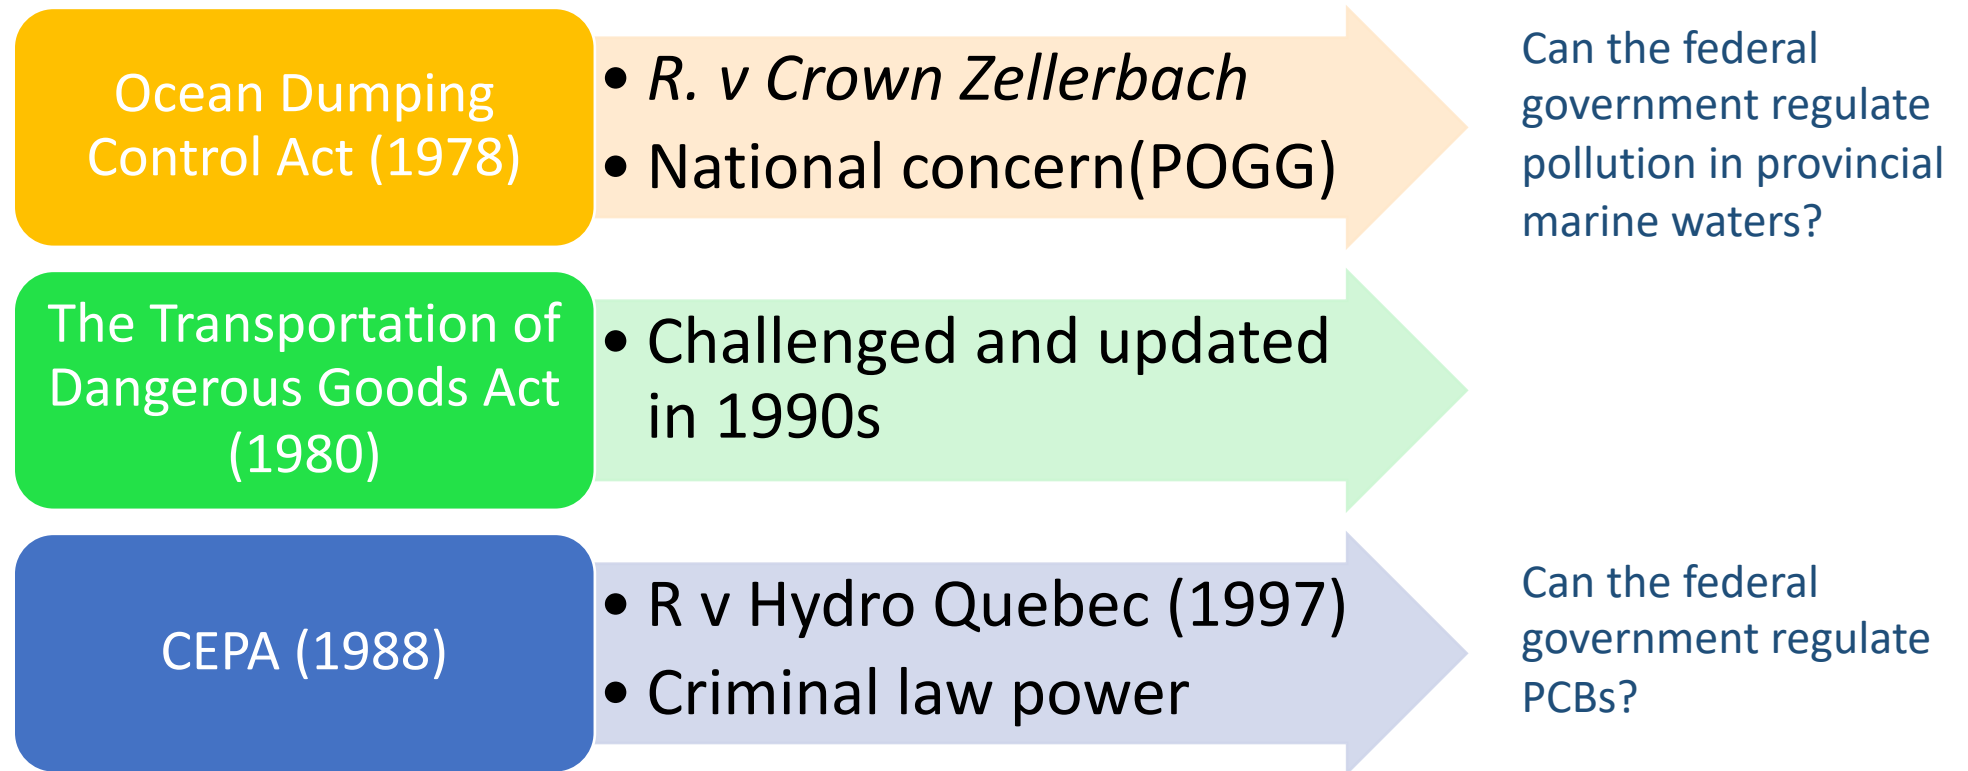 Ocean Dumping
Control Act (1978)
• R. v Crown Zellerbach
• National concern(POGG)
Can the federal
government regulate
pollution in provincial
marine waters?
The Transportation of
Dangerous Goods Act
(1980)
• Challenged and updated
in 1990s
CEPA (1988)
• R v Hydro Quebec (1997)
• Criminal law power
Can the federal
government regulate
PCBs?